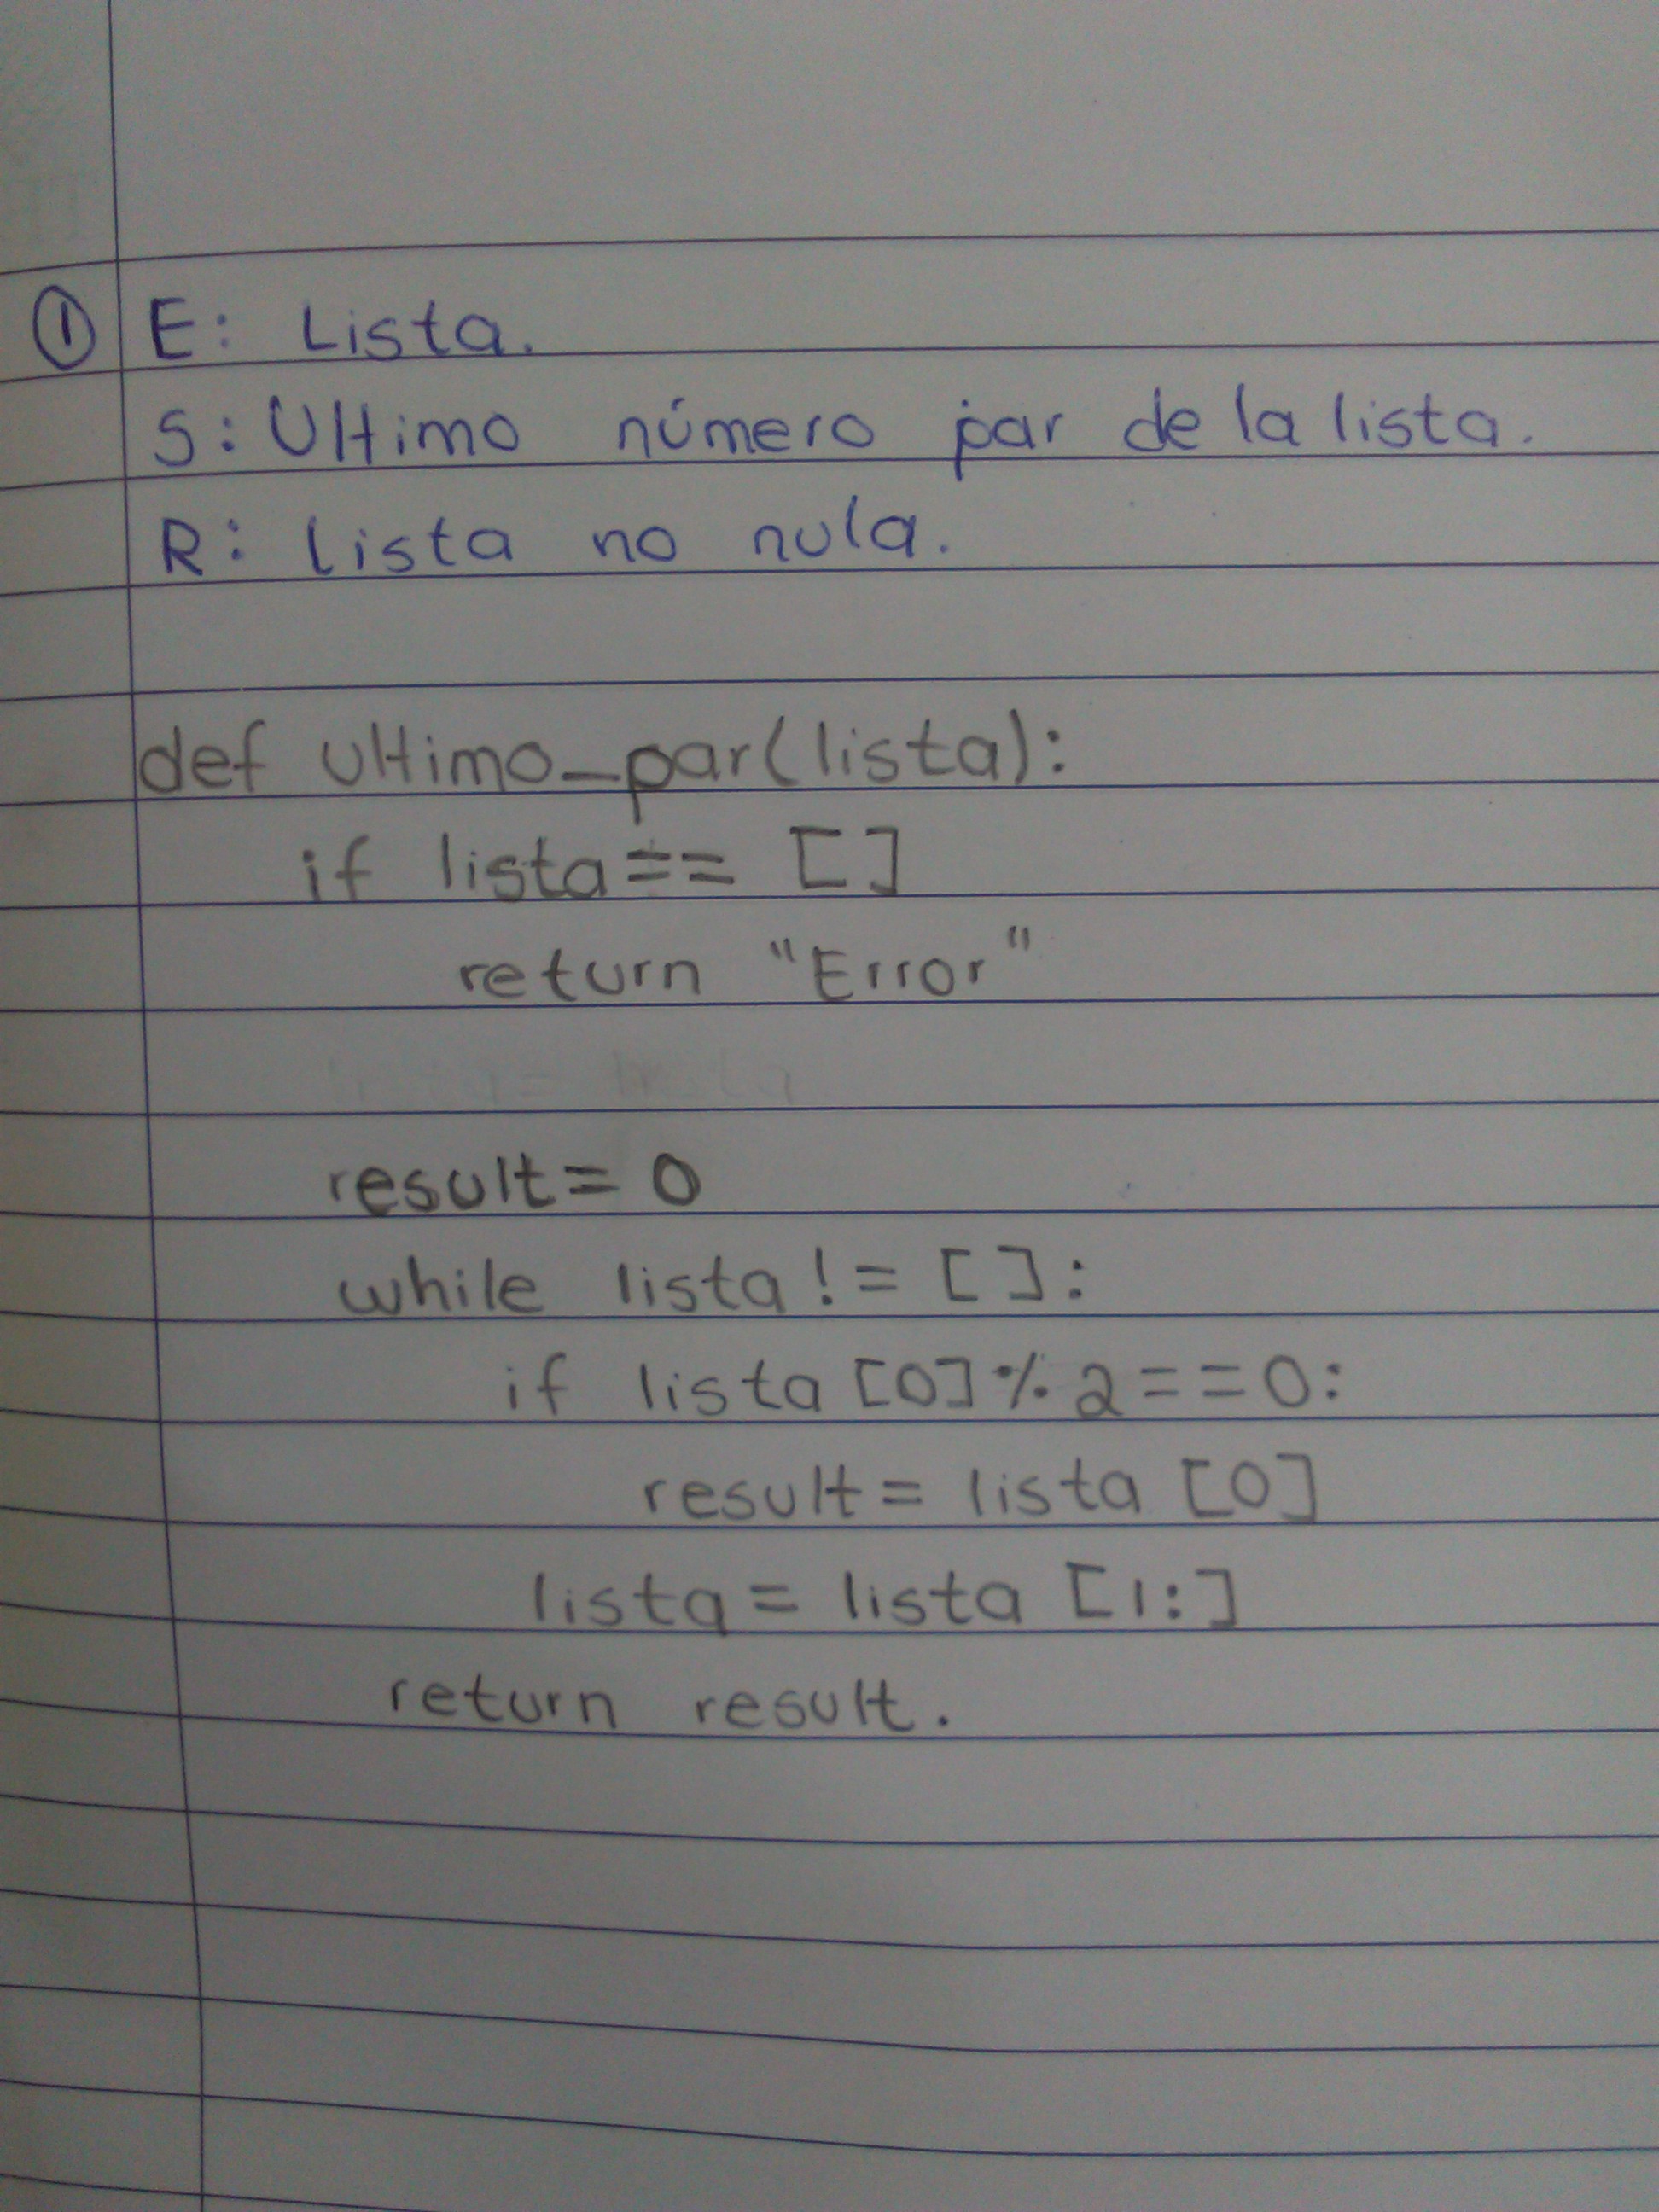 ① E: Lista.
S: Ultimo número par de la lista.
R: lista no nula.
def ultimo_par(lista):
if lista== []
return "Error"
result= 0
while lista != []:
if lista [0] % 2 == 0:
result= lista [0]
lista= lista [1:]
return result.